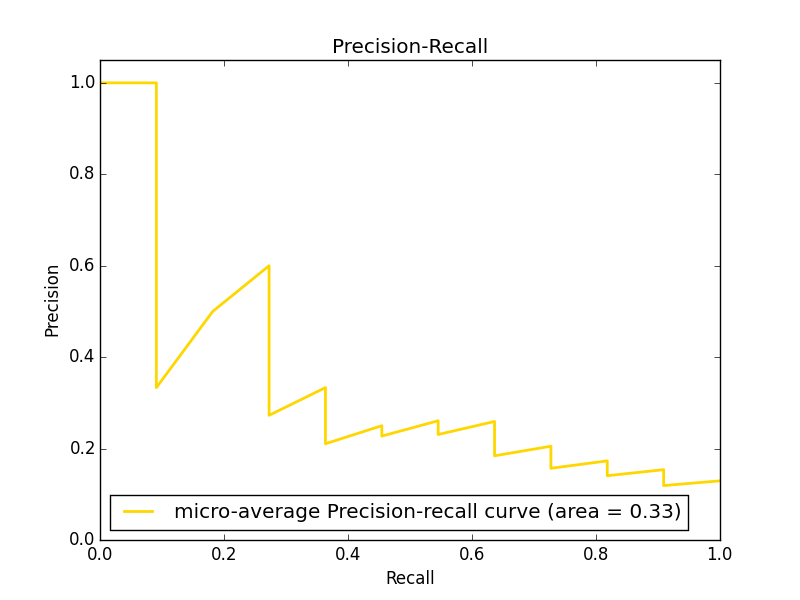 Precision-Recall
1.0
0.8
0.6
0.4
0.2
0.0
Precision
micro-average Precision-recall curve (area = 0.33)
0.0 0.2 0.4 0.6 0.8 1.0
Recall